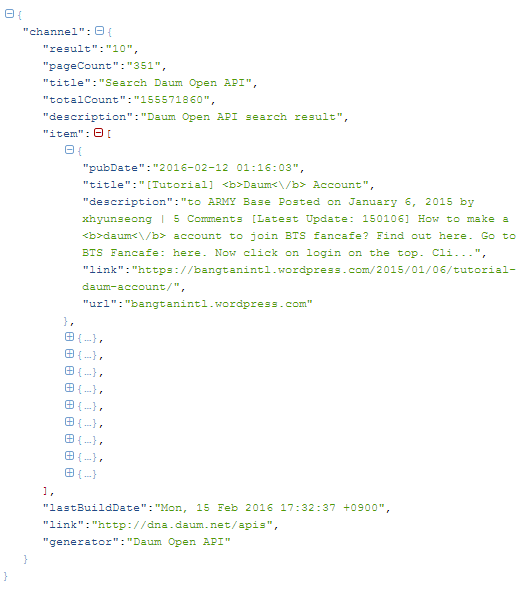 {
"channel":{
"result":"10",
"pageCount":"351",
"title":"Search Daum Open API",
"totalCount":"155571860",
"description":"Daum Open API search result",
"item":[
{
"pubDate":"2016-02-12 01:16:03",
"title":"[Tutorial] <b>Daum<\/b> Account",
"description":"to ARMY Base Posted on January 6, 2015 by
xhyunseong | 5 Comments [Latest Update: 150106] How to make a
<b>daum<\/b> account to join BTS fancafe? Find out here. Go to
BTS Fancafe: here. Now click on login on the top. Cli...",
"link":"https://bangtanintl.wordpress.com/2015/01/06/tutorial-
daum-account/",
"url":"bangtanintl.wordpress.com"
},
{…},
{…},
{…},
{…},
{…},
{…},
{…},
{…},
{…}
],
"lastBuildDate":"Mon, 15 Feb 2016 17:32:37 +0900",
"link":"http://dna.daum.net/apis",
"generator":"Daum Open API"
}
}